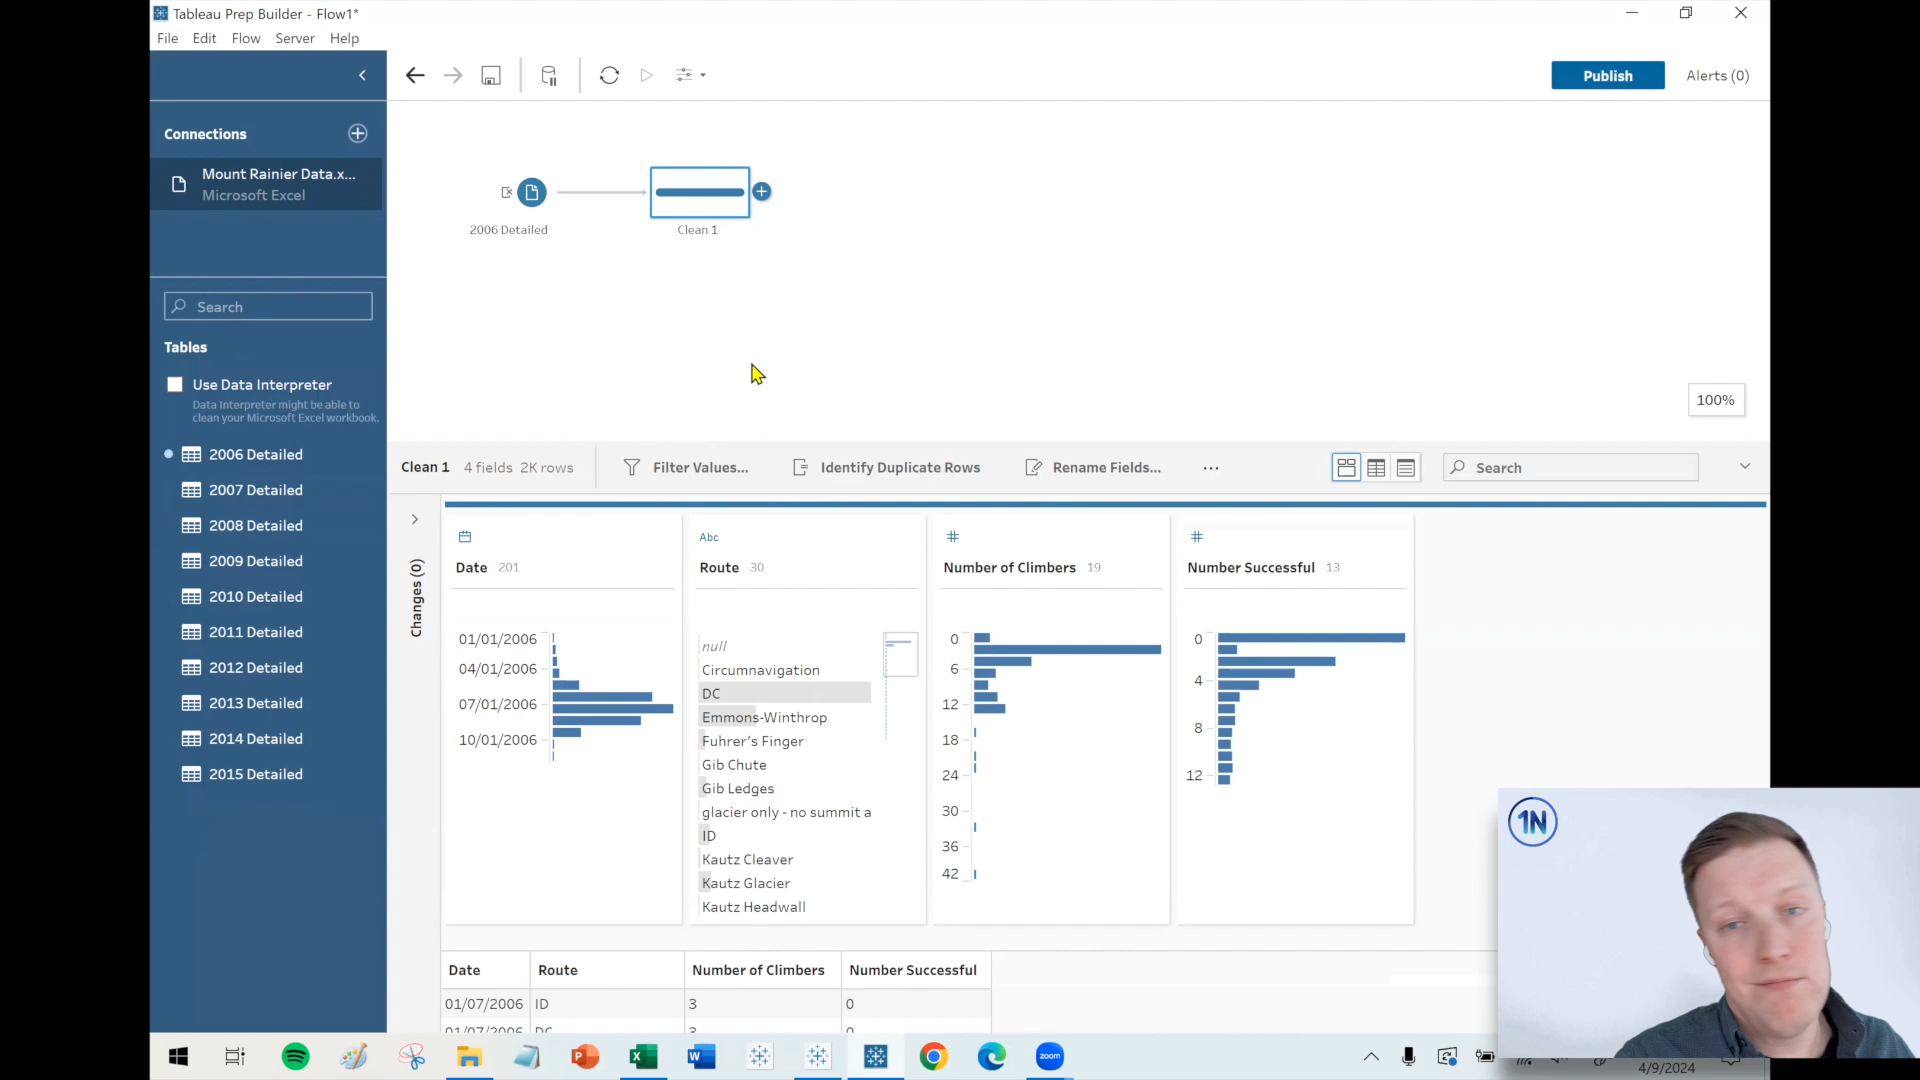 Tableau Prep Builder - Flow1*
File Edit Flow Server Help
Publish
Alerts (0)
Connections
Mount Rainier Data.x...
Microsoft Excel
2006 Detailed
Clean 1
Search
Tables
Use Data Interpreter
Data Interpreter might be able to
clean your Microsoft Excel workbook.
2006 Detailed
2007 Detailed
2008 Detailed
2009 Detailed
2010 Detailed
2011 Detailed
2012 Detailed
2013 Detailed
2014 Detailed
2015 Detailed
100%
Clean 1 4 fields 2K rows
Filter Values...
Identify Duplicate Rows
Rename Fields...
Search
Changes (0)
Date 201
01/01/2006
04/01/2006
07/01/2006
10/01/2006
Abc
Route 30
null
Circumnavigation
DC
Emmons-Winthrop
Fuhrer's Finger
Gib Chute
Gib Ledges
glacier only - no summit a
ID
Kautz Cleaver
Kautz Glacier
Kautz Headwall
Number of Climbers 19
0
6
12
18
24
30
36
42
Number Successful 13
0
4
8
12
Date Route Number of Climbers Number Successful
01/07/2006 ID 3 0
01/07/2006 DC 3 0
1N
zoom
4/9/2024